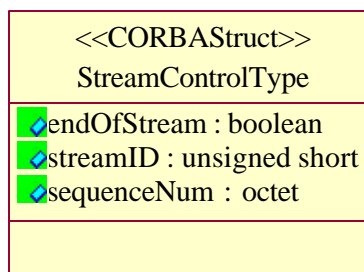 <<CORBAStruct>>
StreamControlType
endOfStream : boolean
streamID : unsigned short
sequenceNum : octet